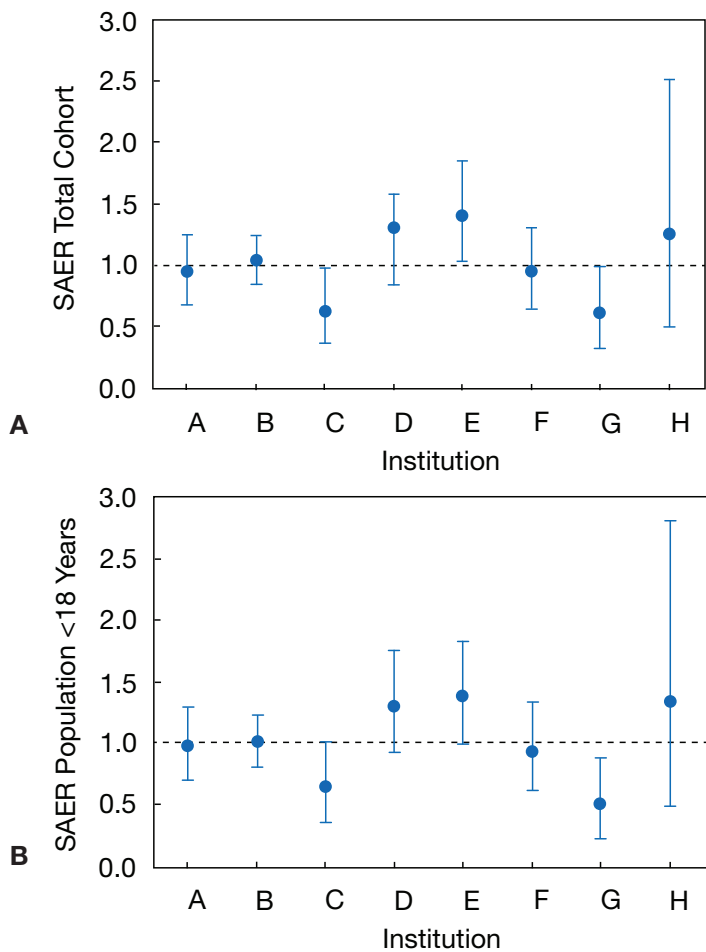 SAER Total Cohort
3.0
2.5
2.0
1.5
1.0
0.5
0.0
A B C D E F G H
Institution
A
SAER Population <18 Years
3.0
2.5
2.0
1.5
1.0
0.5
0.0
A B C D E F G H
Institution
B